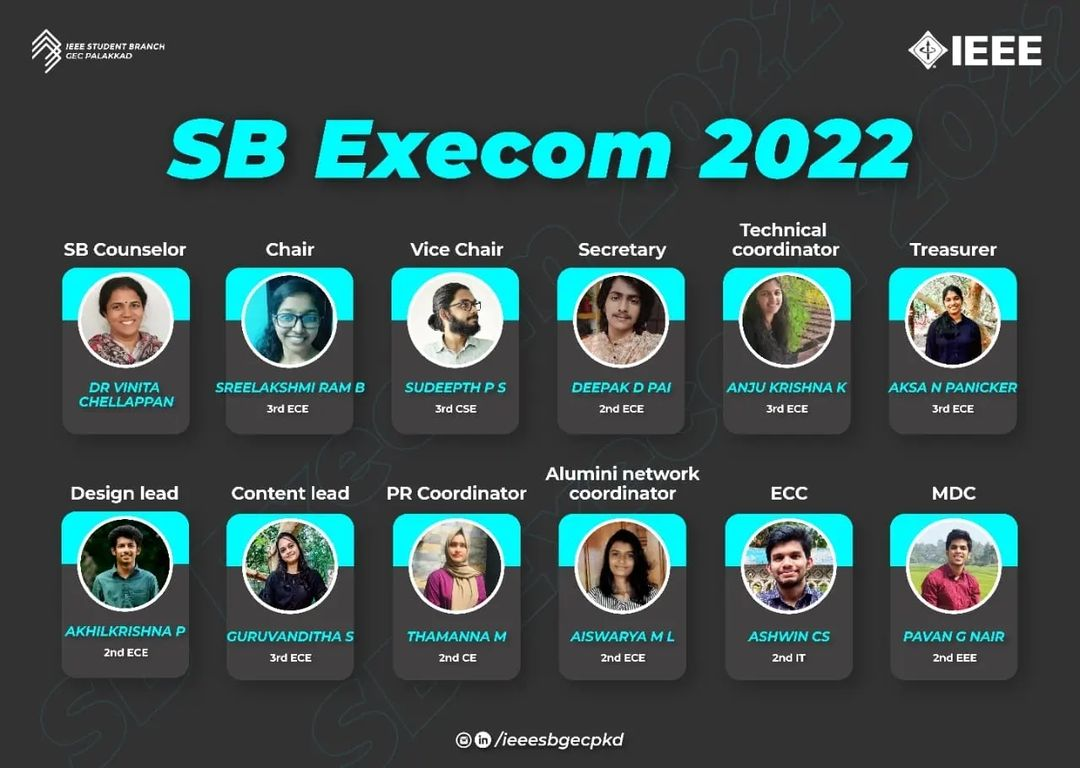 IEEE STUDENT BRANCH
GEC PALAKKAD
IEEE
SB Execom 2022
SB Counselor
DR VINITA
CHELLAPPAN
Chair
SREELAKSHMI RAM B
3rd ECE
Vice Chair
SUDEEPTH P S
3rd CSE
Secretary
DEEPAK D PAI
2nd ECE
Technical
coordinator
ANJU KRISHNA K
3rd ECE
Treasurer
AKSA N PANICKER
3rd ECE
Design lead
AKHILKRISHNA P
2nd ECE
Content lead
GURUVANDITHA S
3rd ECE
PR Coordinator
THAMANNA M
2nd CE
Alumini network
coordinator
AISWARYA M L
2nd ECE
ECC
ASHWIN CS
2nd IT
MDC
PAVAN G NAIR
2nd EEE
/ieeesbgecpkd